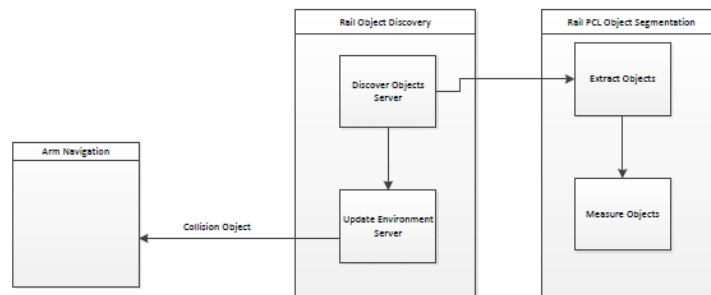 Rail Object Discovery
Rail PCL Object Segmentation
Discover Objects
Server
Extract Objects
Arm Navigation
Update Environment
Server
Measure Objects
Collision Object